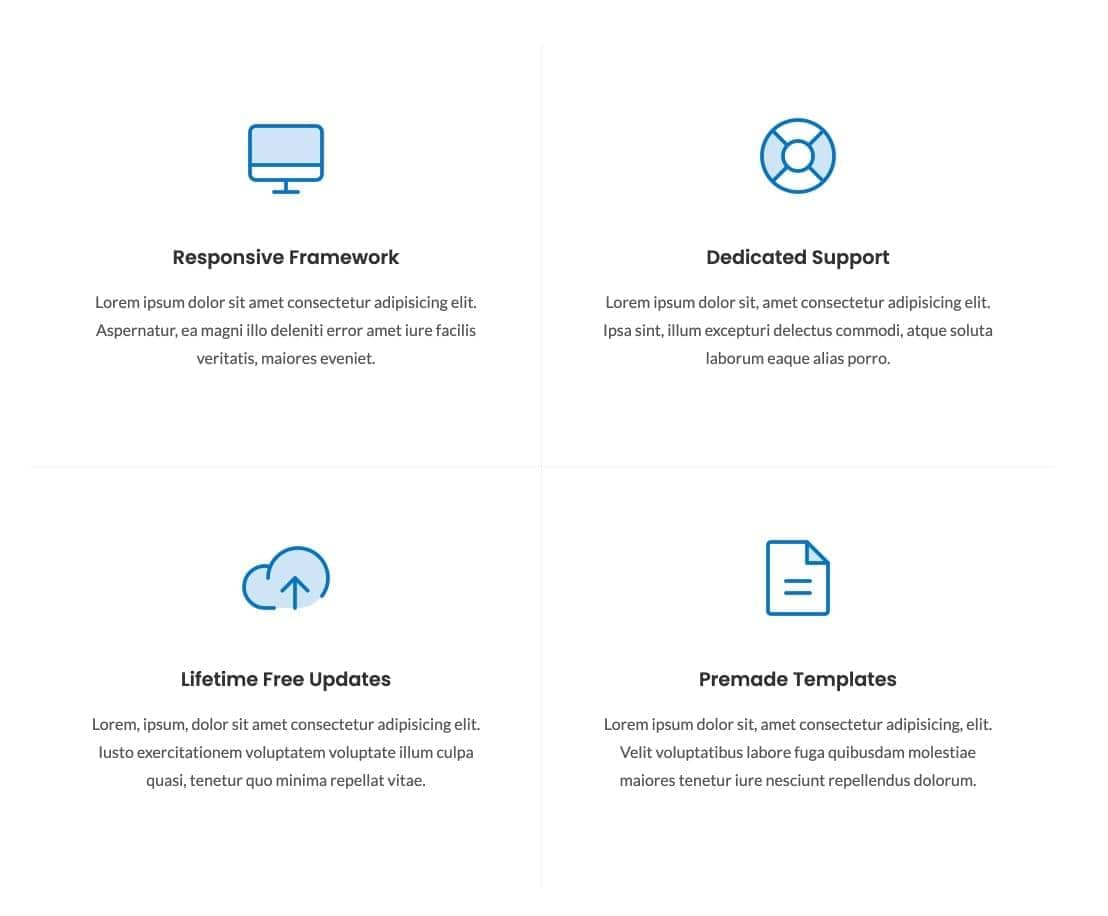 Responsive Framework
Lorem ipsum dolor sit amet consectetur adipisicing elit.
Aspernatur, ea magni illo deleniti error amet iure facilis
veritatis, maiores eveniet.
Dedicated Support
Lorem ipsum dolor sit, amet consectetur adipisicing elit.
Ipsa sint, illum excepturi delectus commodi, atque soluta
laborum eaque alias porro.
Lifetime Free Updates
Lorem, ipsum, dolor sit amet consectetur adipisicing elit.
Iusto exercitationem voluptatem voluptate illum culpa
quasi, tenetur quo minima repellat vitae.
Premade Templates
Lorem ipsum dolor sit, amet consectetur adipisicing, elit.
Velit voluptatibus labore fuga quibusdam molestiae
maiores tenetur iure nesciunt repellendus dolorum.